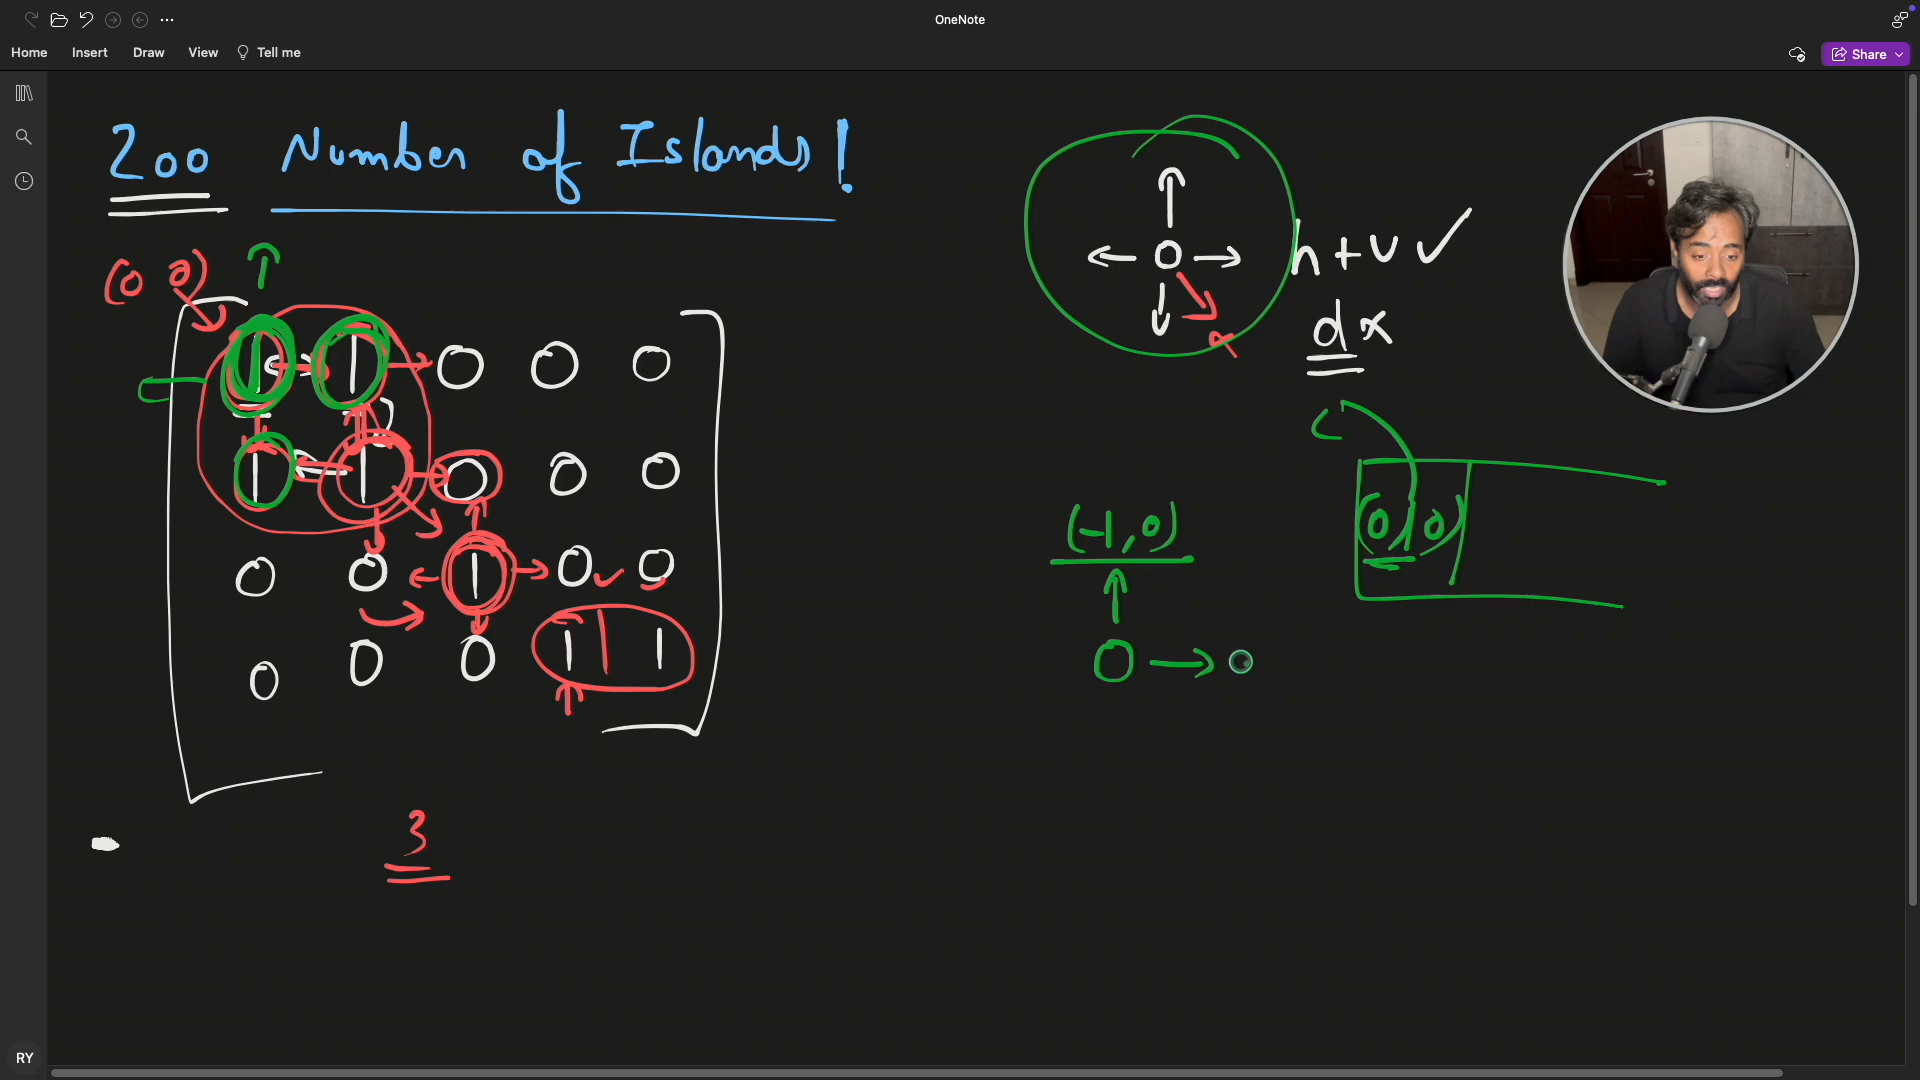 OneNote
Home Insert Draw View Tell me
Share
200 Number of Islands!
h+v ✓
dx
(0 0)
1 1 0 0 0
1 1 0 0 0
0 0 1 0 0
0 0 0 1 1
(-1,0)
(0,0)
0 →
3
RY